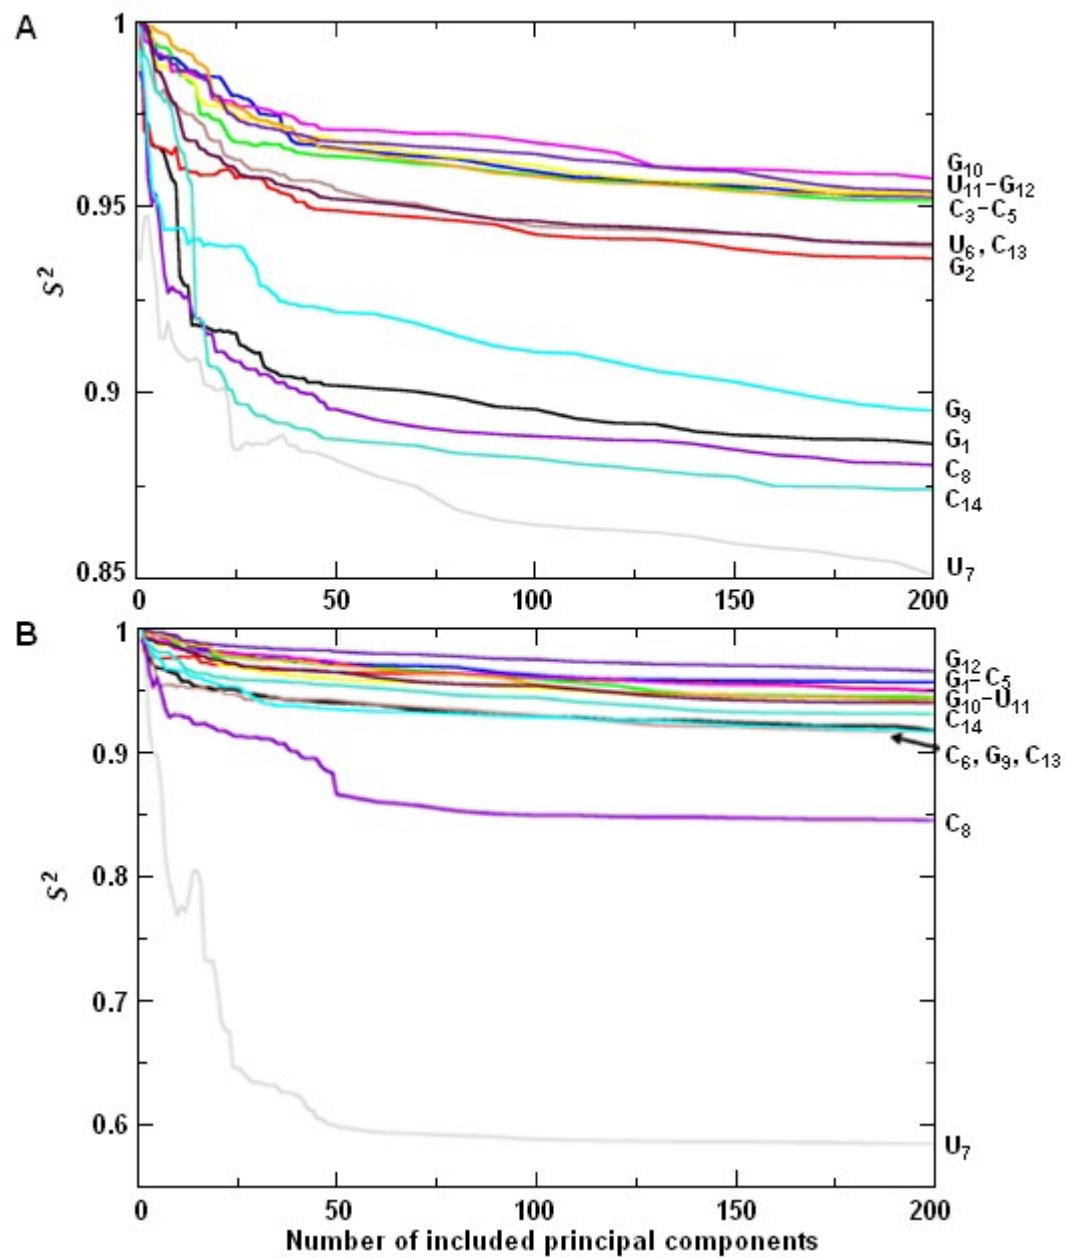 A
1
0.95
0.9
0.85
S²
G₁₀
U₁₁–G₁₂
C₃–C₅
U₆, C₁₃
G₂
G₉
G₁
C₈
C₁₄
U₇
0 50 100 150 200
B
1
0.9
0.8
0.7
0.6
S²
G₁₂
G₁–C₅
G₁₀–U₁₁
C₁₄
C₆, G₉, C₁₃
C₈
U₇
0 50 100 150 200
Number of included principal components